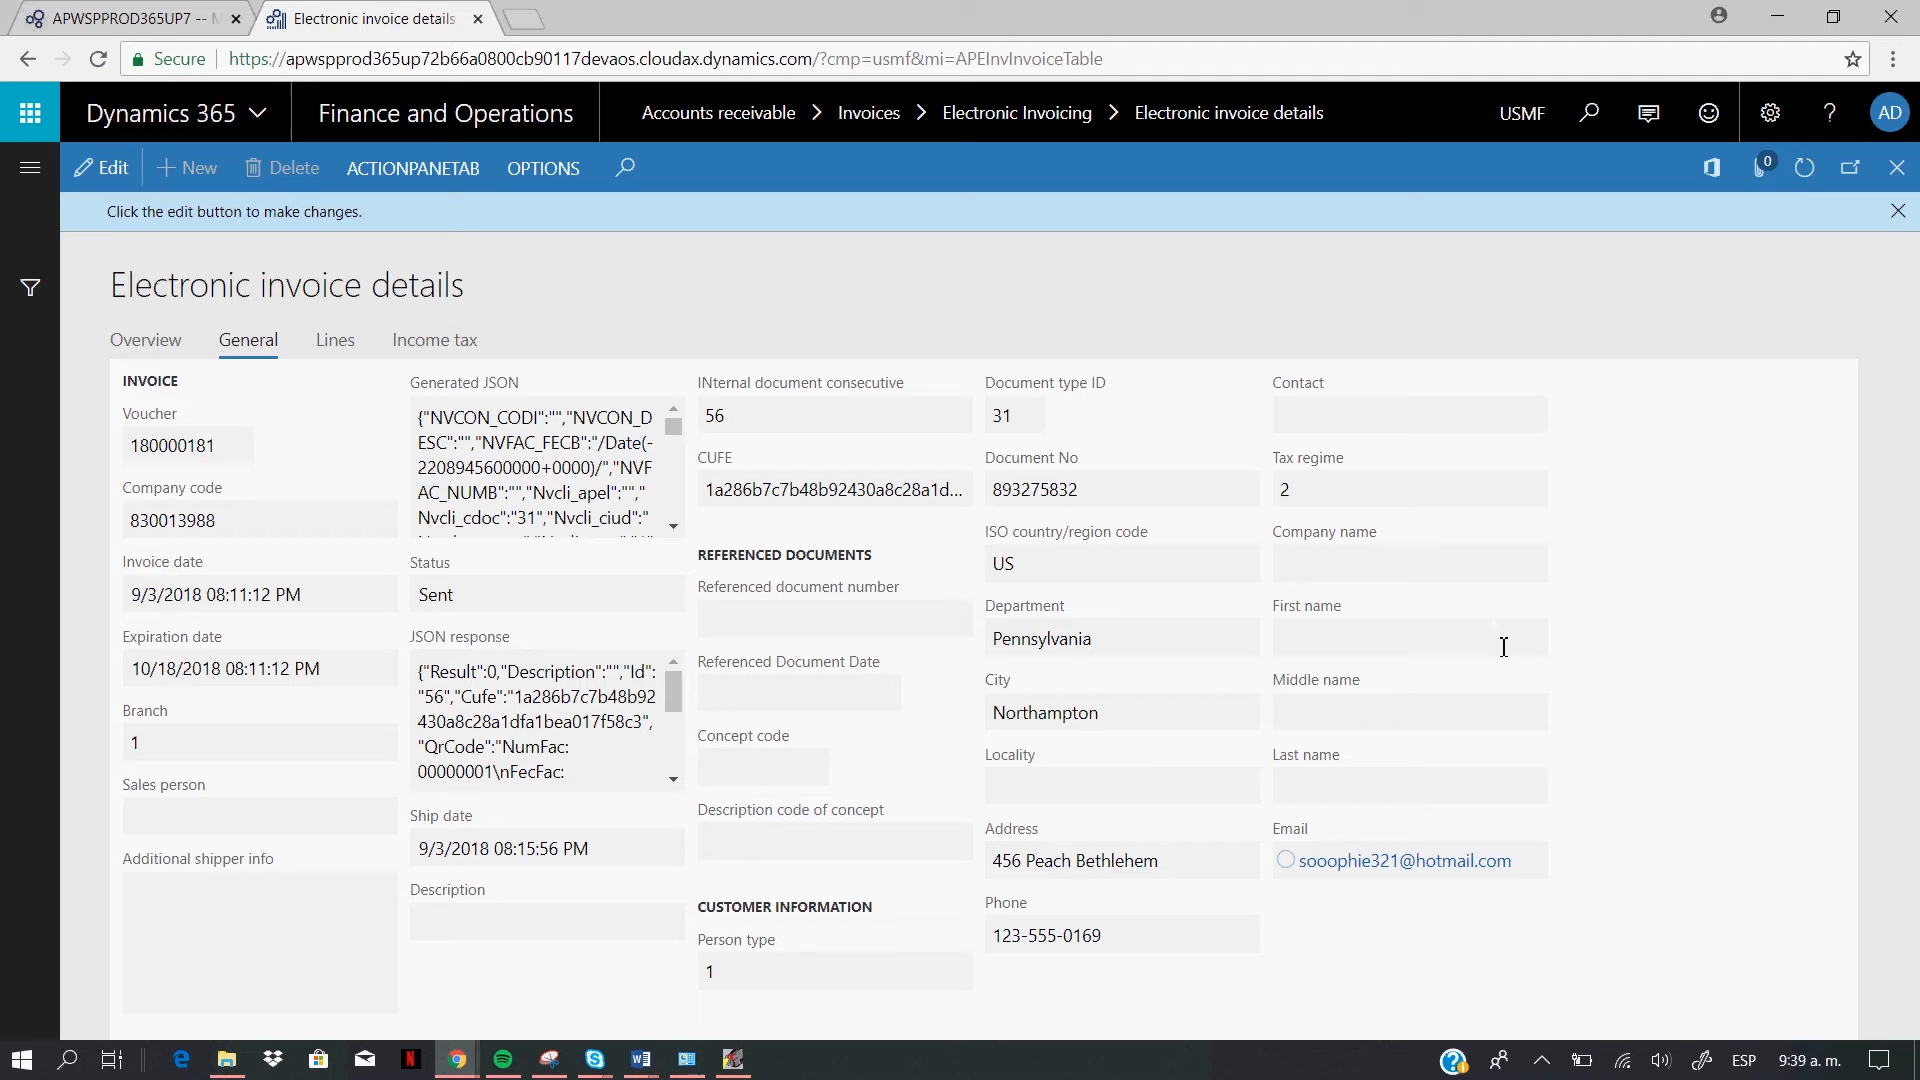 APWSPPROD365UP7 -- M
Electronic invoice details
Secure
https://apwspprod365up72b66a0800cb90117devaos.cloudax.dynamics.com/?cmp=usmf&mi=APEInvInvoiceTable
Dynamics 365
Finance and Operations
Accounts receivable
Invoices
Electronic Invoicing
Electronic invoice details
USMF
?
AD
Edit
New
Delete
ACTIONPANETAB
OPTIONS
0
Click the edit button to make changes.
Electronic invoice details
Overview
General
Lines
Income tax
INVOICE
Voucher
180000181
Company code
830013988
Invoice date
9/3/2018 08:11:12 PM
Expiration date
10/18/2018 08:11:12 PM
Branch
1
Sales person
Additional shipper info
Generated JSON
{"NVCON_CODI":"","NVCON_D
ESC":"","NVFAC_FECB":"/Date(-
2208945600000+0000)/","NVF
AC_NUMB":"","Nvcli_apel":"","
Nvcli_cdoc":"31","Nvcli_ciud":"
Status
Sent
JSON response
{"Result":0,"Description":"","Id":
"56","Cufe":"1a286b7c7b48b92
430a8c28a1dfa1bea017f58c3",
"QrCode":"NumFac:
00000001\nFecFac:
Ship date
9/3/2018 08:15:56 PM
Description
INternal document consecutive
56
CUFE
1a286b7c7b48b92430a8c28a1d...
REFERENCED DOCUMENTS
Referenced document number
Referenced Document Date
Concept code
Description code of concept
CUSTOMER INFORMATION
Person type
1
Document type ID
31
Document No
893275832
ISO country/region code
US
Department
Pennsylvania
City
Northampton
Locality
Address
456 Peach Bethlehem
Phone
123-555-0169
Contact
Tax regime
2
Company name
First name
Middle name
Last name
Email
sooophie321@hotmail.com
ESP
9:39 a. m.